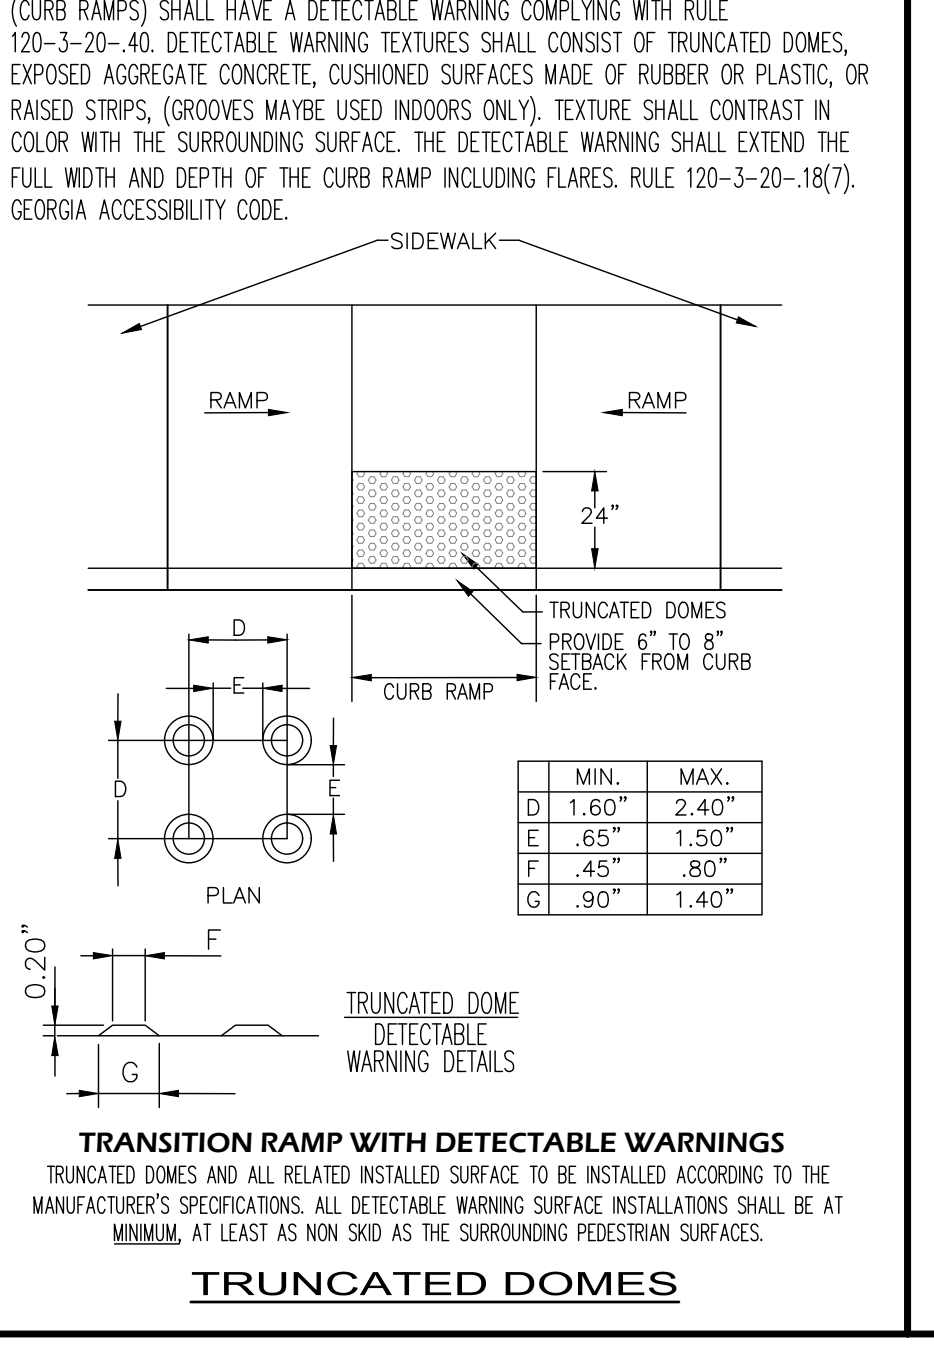 (CURB RAMPS) SHALL HAVE A DETECTABLE WARNING COMPLYING WITH RULE
120-3-20-.40. DETECTABLE WARNING TEXTURES SHALL CONSIST OF TRUNCATED DOMES,
EXPOSED AGGREGATE CONCRETE, CUSHIONED SURFACES MADE OF RUBBER OR PLASTIC, OR
RAISED STRIPS, (GROOVES MAYBE USED INDOORS ONLY). TEXTURE SHALL CONTRAST IN
COLOR WITH THE SURROUNDING SURFACE. THE DETECTABLE WARNING SHALL EXTEND THE
FULL WIDTH AND DEPTH OF THE CURB RAMP INCLUDING FLARES. RULE 120-3-20-.18(7).
GEORGIA ACCESSIBILITY CODE.
SIDEWALK
RAMP
RAMP
24"
TRUNCATED DOMES
PROVIDE 6" TO 8"
SETBACK FROM CURB
FACE.
CURB RAMP
D
E
D
E
PLAN
MIN. MAX.
D 1.60" 2.40"
E .65" 1.50"
F .45" .80"
G .90" 1.40"
0.20"
F
G
TRUNCATED DOME
DETECTABLE
WARNING DETAILS
TRANSITION RAMP WITH DETECTABLE WARNINGS
TRUNCATED DOMES AND ALL RELATED INSTALLED SURFACE TO BE INSTALLED ACCORDING TO THE
MANUFACTURER'S SPECIFICATIONS. ALL DETECTABLE WARNING SURFACE INSTALLATIONS SHALL BE AT
MINIMUM, AT LEAST AS NON SKID AS THE SURROUNDING PEDESTRIAN SURFACES.
TRUNCATED DOMES